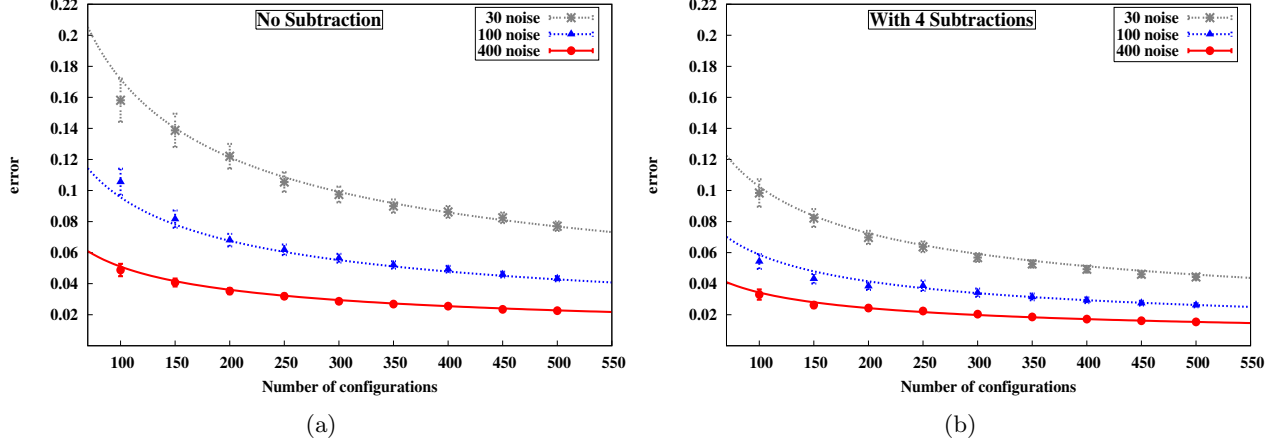 No Subtraction
30 noise
100 noise
400 noise
0.22
0.2
0.18
0.16
0.14
0.12
0.1
0.08
0.06
0.04
0.02
error
100 150 200 250 300 350 400 450 500 550
Number of configurations
(a)
With 4 Subtractions
30 noise
100 noise
400 noise
0.22
0.2
0.18
0.16
0.14
0.12
0.1
0.08
0.06
0.04
0.02
error
100 150 200 250 300 350 400 450 500 550
Number of configurations
(b)